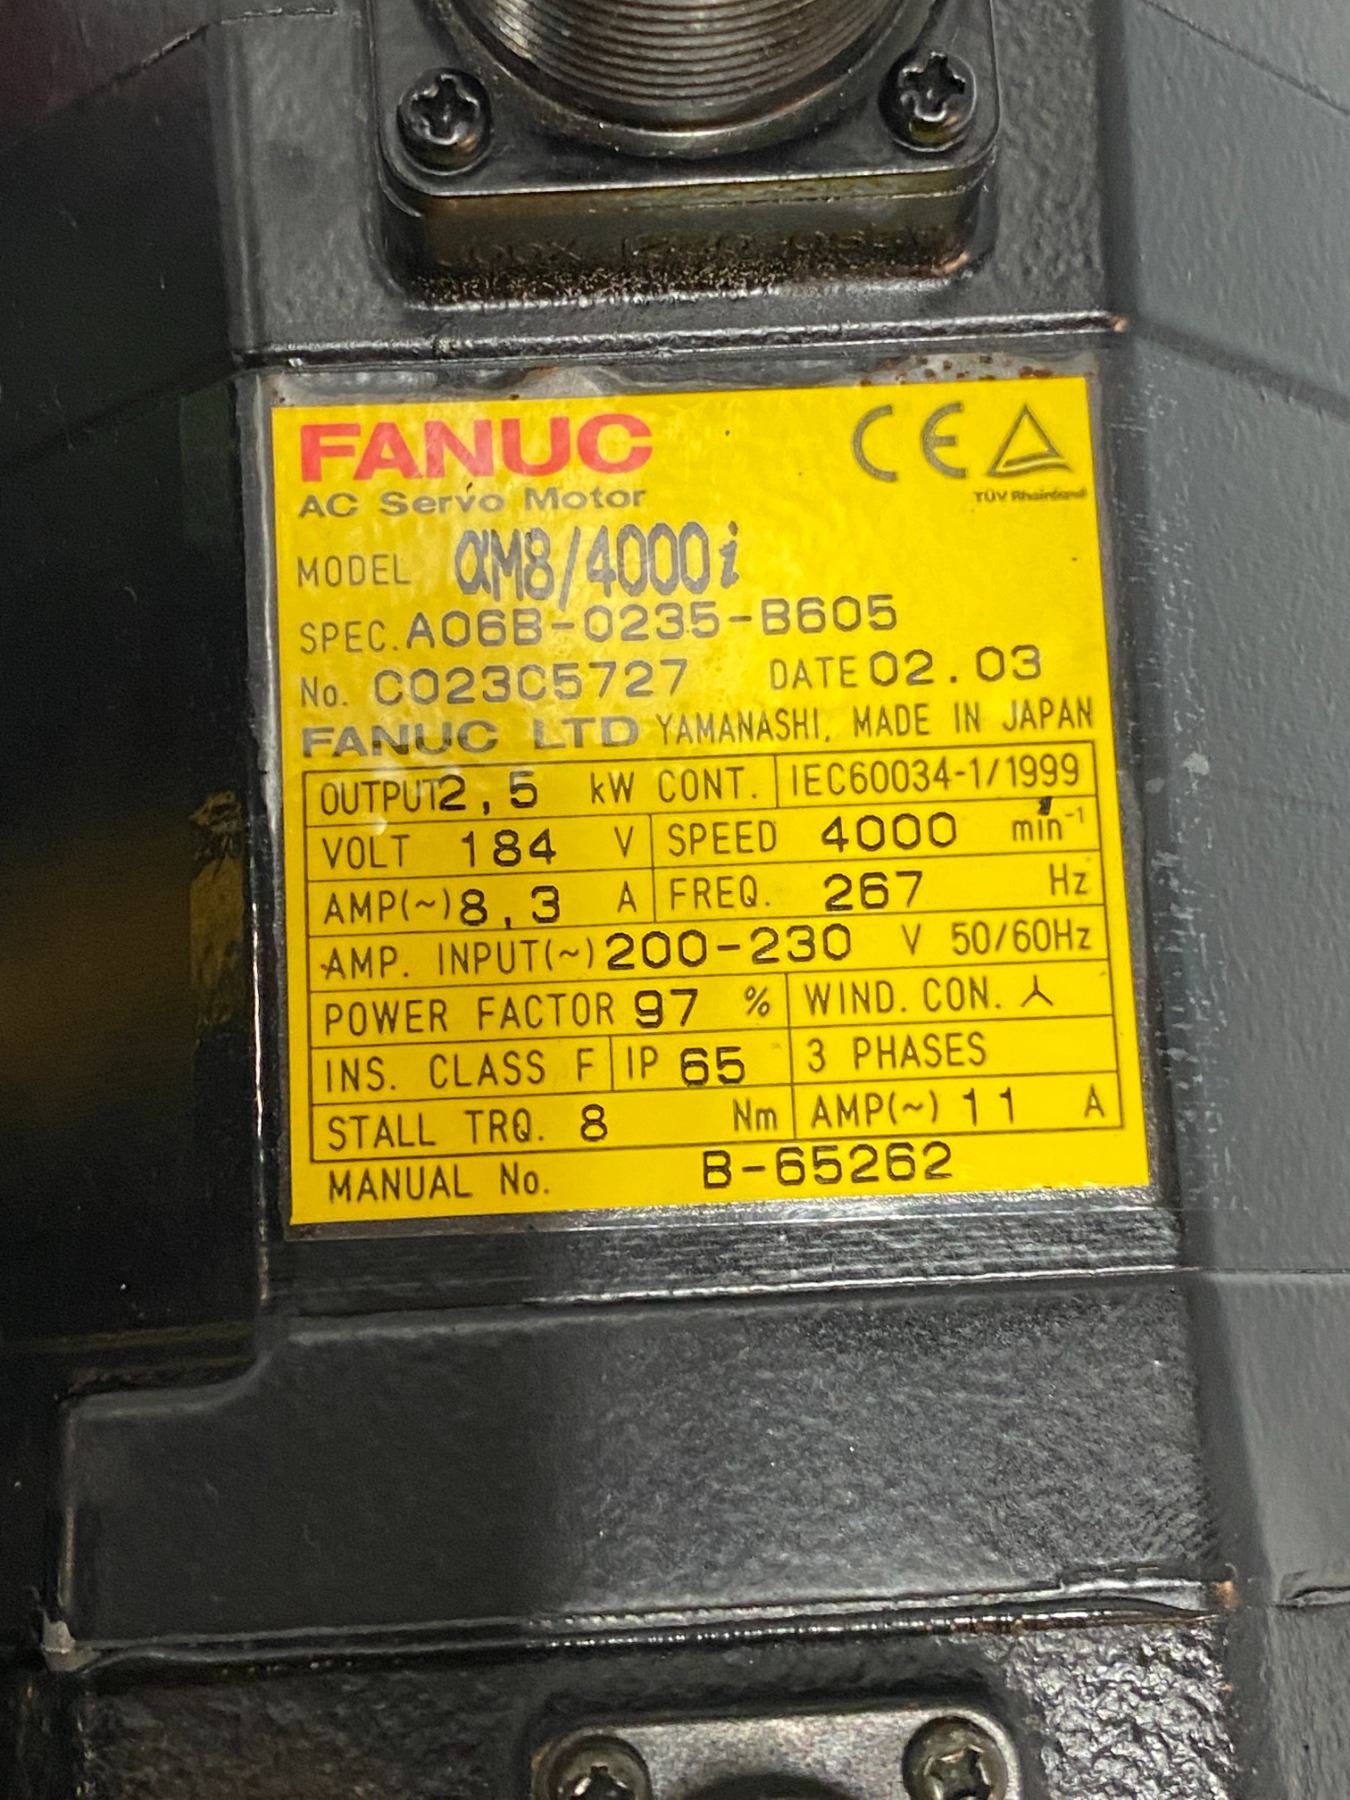 FANUC
CE
TÜV Rheinland
AC Servo Motor
MODEL αM8/4000i
SPEC. A06B-0235-B605
No. C023C5727 DATE 02.03
FANUC LTD YAMANASHI, MADE IN JAPAN
OUTPUT 2,5 kW CONT. IEC60034-1/1999
VOLT 184 V SPEED 4000 min⁻¹
AMP(~) 8,3 A FREQ. 267 Hz
AMP. INPUT(~) 200-230 V 50/60Hz
POWER FACTOR 97 % WIND. CON.
INS. CLASS F IP 65 3 PHASES
STALL TRQ. 8 Nm AMP(~) 11 A
MANUAL No. B-65262